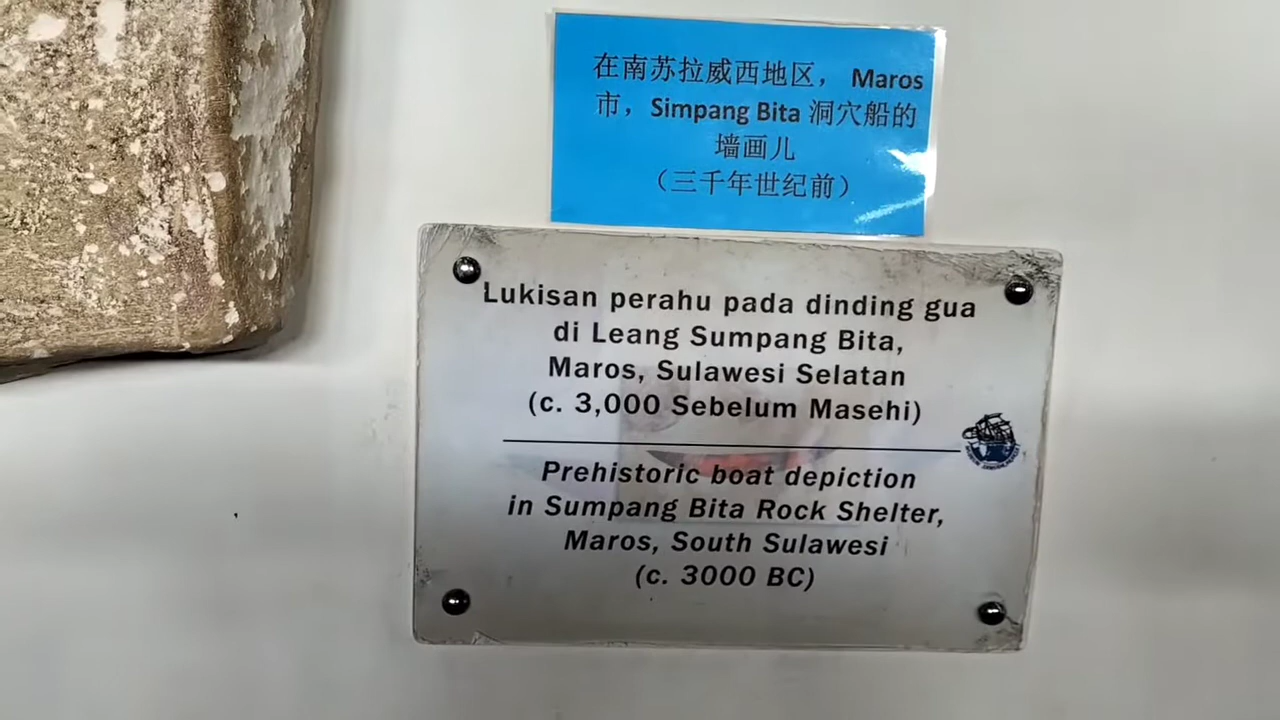 在南苏拉威西地区， Maros
市，Simpang Bita 洞穴船的
墙画儿
（三千年世纪前）
Lukisan perahu pada dinding gua
di Leang Sumpang Bita,
Maros, Sulawesi Selatan
(c. 3,000 Sebelum Masehi)
Prehistoric boat depiction
in Sumpang Bita Rock Shelter,
Maros, South Sulawesi
(c. 3000 BC)